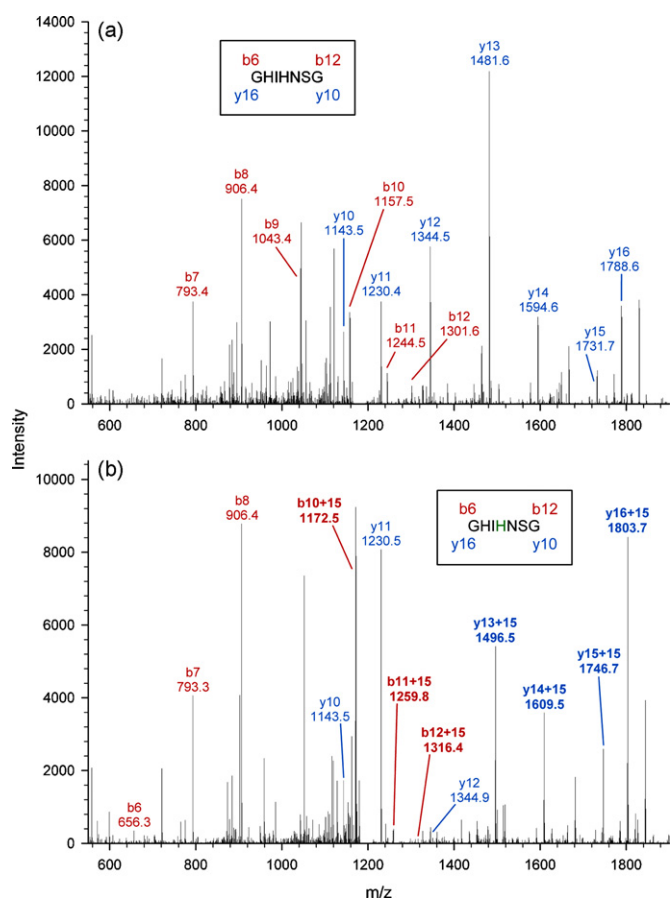 (a)
b6 b12
GHIHNSG
y16 y10
y13
1481.6
b8
906.4
b9
1043.4
y10
1143.5
b10
1157.5
y12
1344.5
y16
1788.6
b7
793.4
y11
1230.4
b11
1244.5
b12
1301.6
y14
1594.6
y15
1731.7
14000
12000
10000
8000
6000
4000
2000
0
600 800 1000 1200 1400 1600 1800
Intensity
(b)
b8
906.4
b10+15
1172.5
y11
1230.5
b6 b12
GHIHNSG
y16 y10
y16+15
1803.7
y13+15
1496.5
y15+15
1746.7
b7
793.3
y10
1143.5
b11+15
1259.8
y14+15
1609.5
b12+15
1316.4
b6
656.3
y12
1344.9
10000
8000
6000
4000
2000
0
600 800 1000 1200 1400 1600 1800
m/z